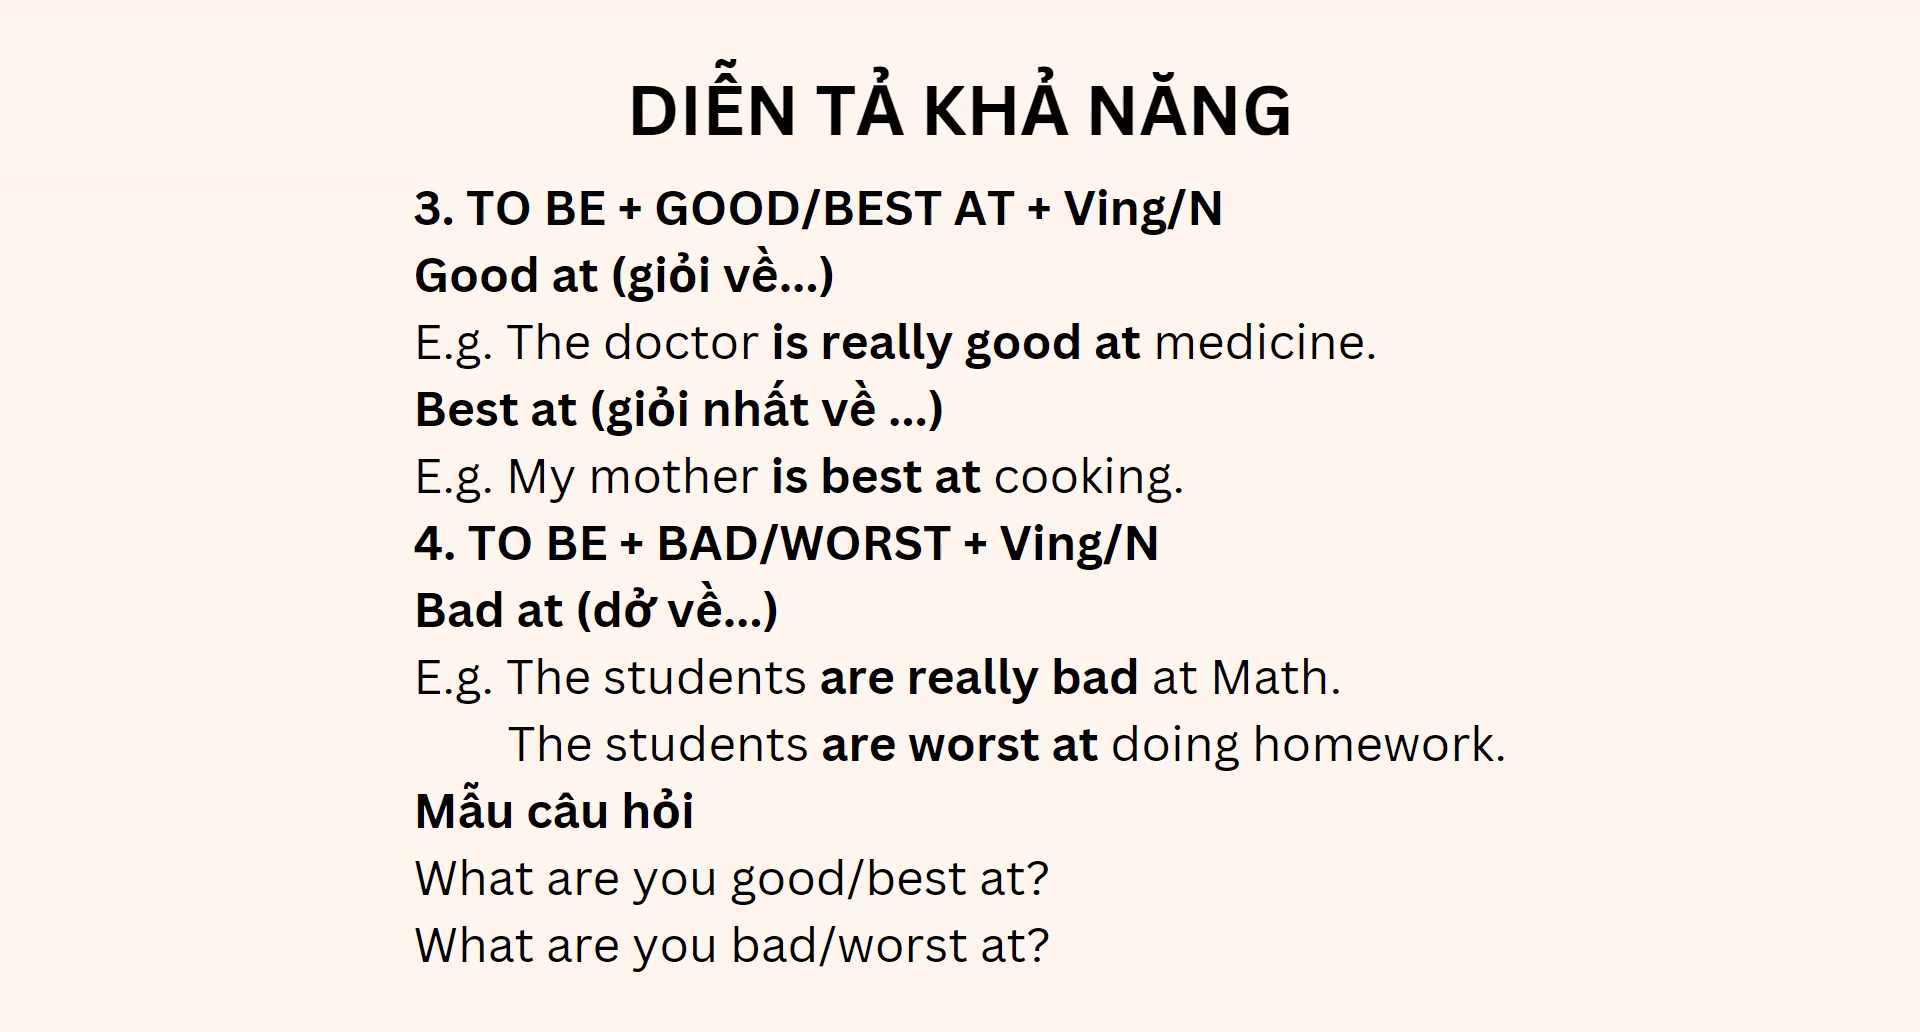 DIỄN TẢ KHẢ NĂNG
3. TO BE + GOOD/BEST AT + Ving/N
Good at (giỏi về...)
E.g. The doctor is really good at medicine.
Best at (giỏi nhất về ...)
E.g. My mother is best at cooking.
4. TO BE + BAD/WORST + Ving/N
Bad at (dở về...)
E.g. The students are really bad at Math.
The students are worst at doing homework.
Mẫu câu hỏi
What are you good/best at?
What are you bad/worst at?